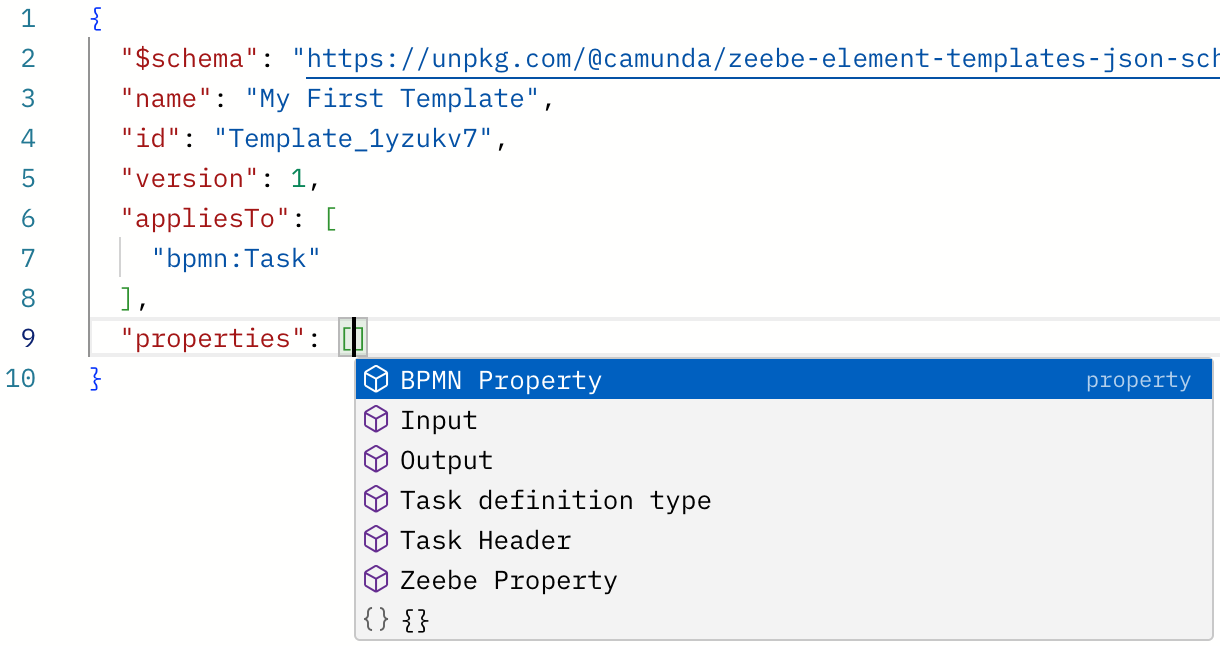 1 {
2 "$schema": "https://unpkg.com/@camunda/zeebe-element-templates-json-sch
3 "name": "My First Template",
4 "id": "Template_1yzukv7",
5 "version": 1,
6 "appliesTo": [
7 "bpmn:Task"
8 ],
9 "properties": []
10 }
BPMN Property property
Input
Output
Task definition type
Task Header
Zeebe Property
{} {}